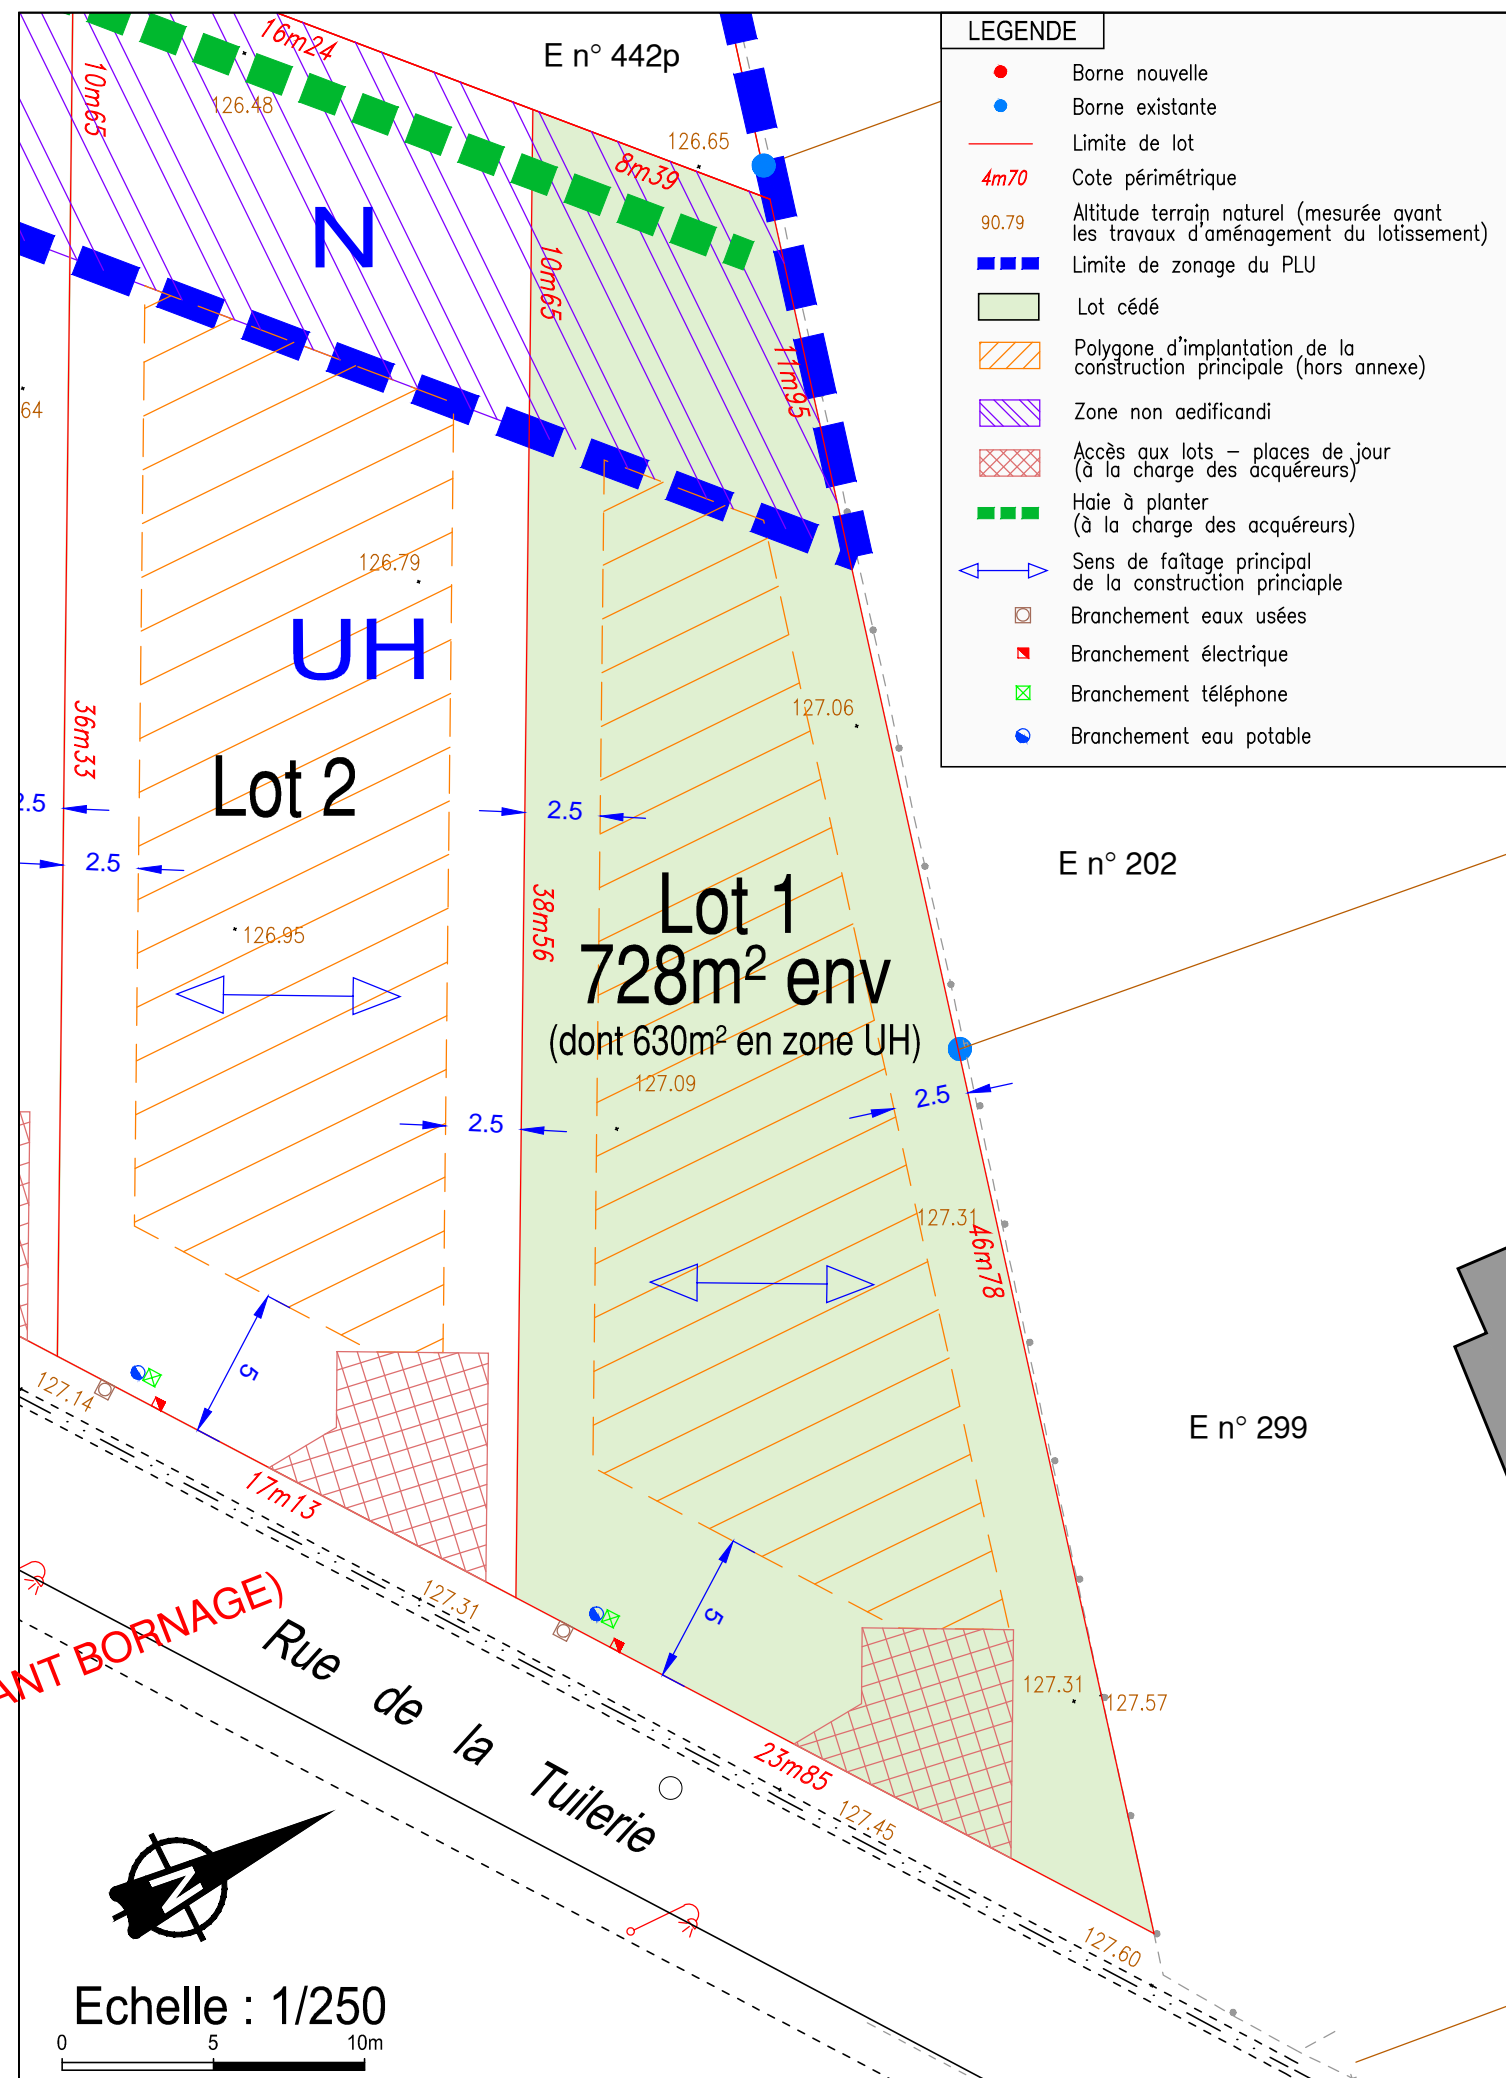 LEGENDE
Borne nouvelle
Borne existante
Limite de lot
4m70
Cote périmétrique
90.79
Altitude terrain naturel (mesurée avant
les travaux d'aménagement du lotissement)
Limite de zonage du PLU
Lot cédé
Polygone d'implantation de la
construction principale (hors annexe)
Zone non aedificandi
Accès aux lots – places de jour
(à la charge des acquéreurs)
Haie à planter
(à la charge des acquéreurs)
Sens de faîtage principal
de la construction princiaple
Branchement eaux usées
Branchement électrique
Branchement téléphone
Branchement eau potable
16m24
E n° 442p
10m65
126.48
126.65
8m39
N
10m65
11m95
64
126.79
UH
36m33
127.06
Lot 2
2.5
2.5
2.5
E n° 202
Lot 1
38m56
126.95
728m² env
(dont 630m² en zone UH)
127.09
2.5
2.5
127.31
46m78
5
127.14
E n° 299
17m13
127.31
5
ANT BORNAGE)
Rue de la Tuilerie
127.31
127.57
23m85
127.45
127.60
N
Echelle : 1/250
0 5 10m